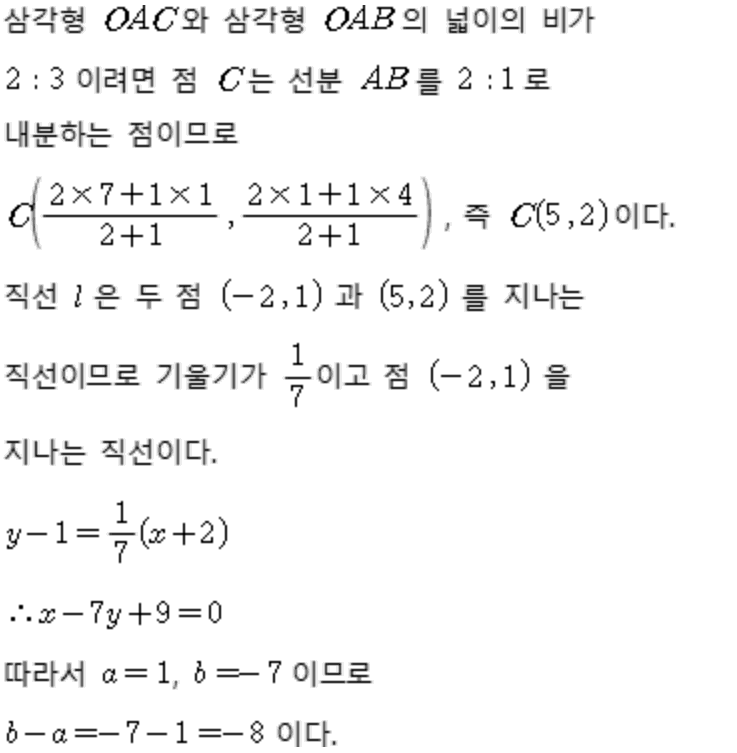 삼각형 OAC와 삼각형 OAB의 넓이의 비가
2 : 3 이려면 점 C는 선분 AB를 2 : 1로
내분하는 점이므로
C(\frac{2×7+1×1}{2+1}, \frac{2×1+1×4}{2+1}), 즉 C(5,2)이다.
직선 l 은 두 점 (−2,1) 과 (5,2) 를 지나는
직선이므로 기울기가 \frac{1}{7}이고 점 (−2,1) 을
지나는 직선이다.
y−1=\frac{1}{7}(x+2)
∴x−7y+9=0
따라서 a=1, b=−7 이므로
b−a=−7−1=−8 이다.